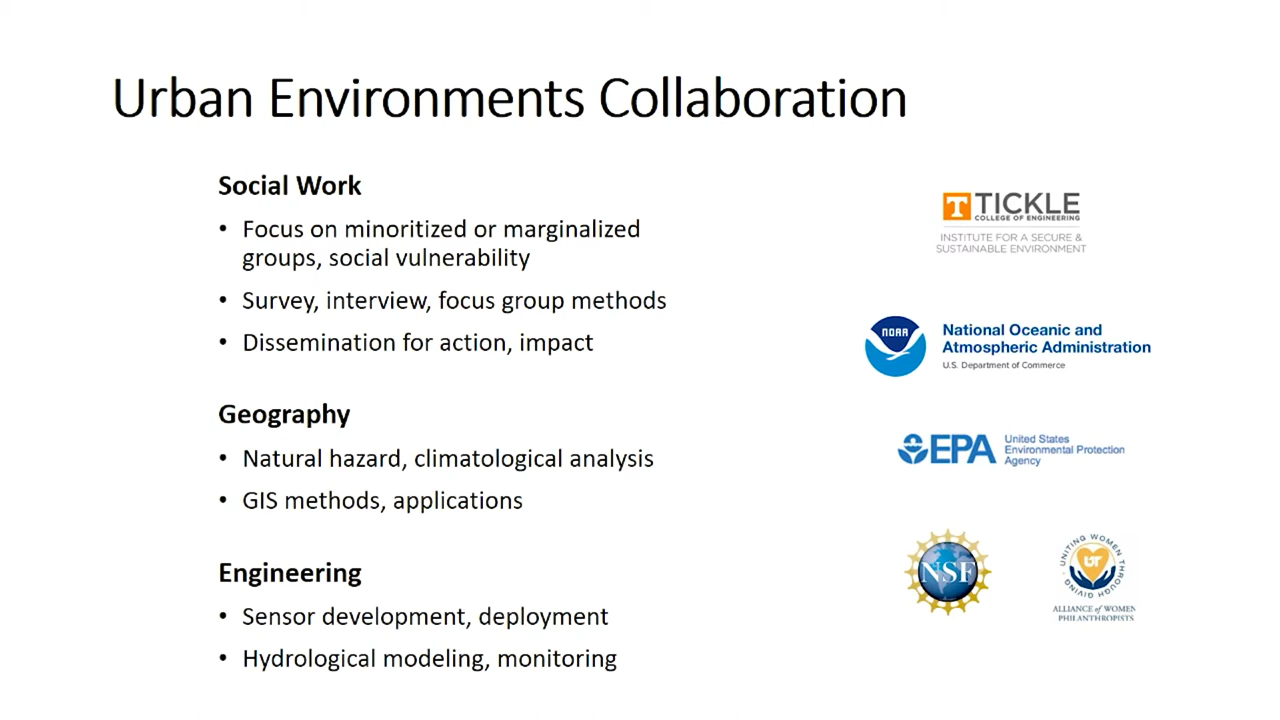 Urban Environments Collaboration
Social Work
• Focus on minoritized or marginalized
groups, social vulnerability
• Survey, interview, focus group methods
• Dissemination for action, impact
Geography
• Natural hazard, climatological analysis
• GIS methods, applications
Engineering
• Sensor development, deployment
• Hydrological modeling, monitoring
T TICKLE
COLLEGE OF ENGINEERING
INSTITUTE FOR A SECURE &
SUSTAINABLE ENVIRONMENT
NOAA
National Oceanic and
Atmospheric Administration
U.S. Department of Commerce
EPA
United States
Environmental Protection
Agency
NSF
UNITING WOMEN THROUGH GIVING
UT
ALLIANCE of WOMEN
PHILANTHROPISTS